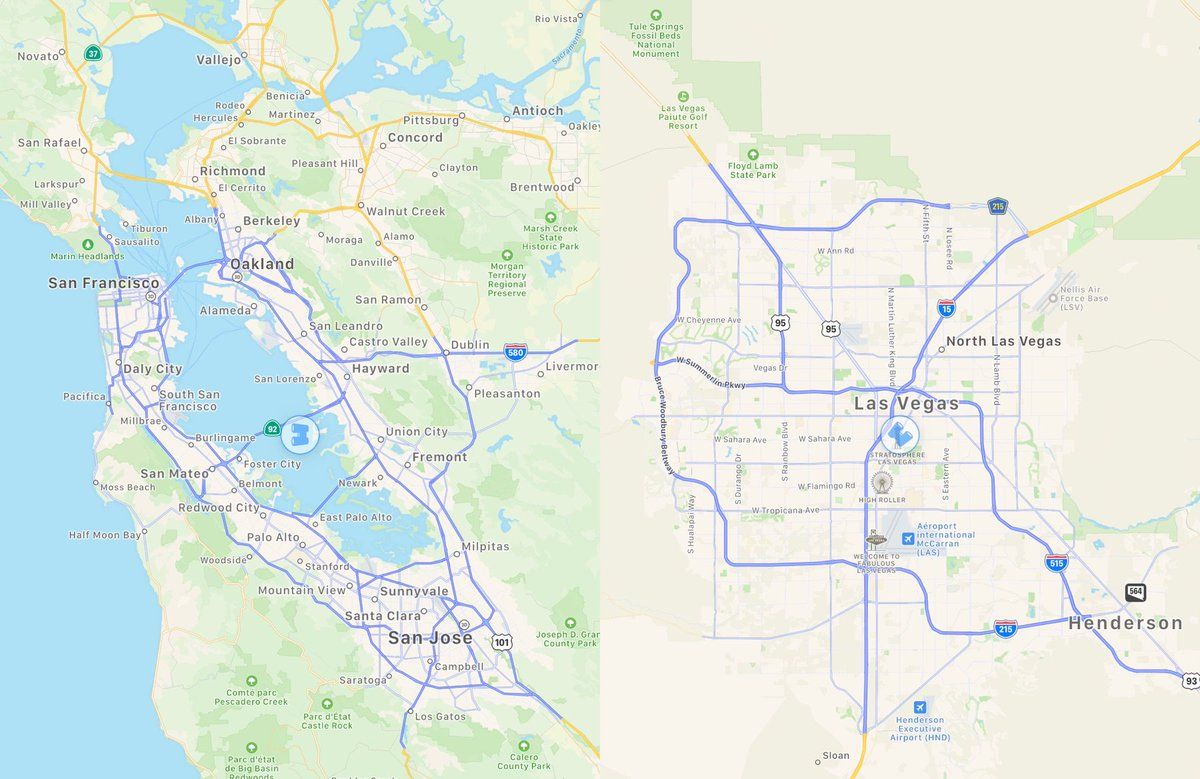 Rio Vista
Novato
37
Vallejo
Sacramento
Benicia
Rodeo
Hercules
Martinez
Pittsburg
Antioch
Oakley
San Rafael
El Sobrante
Concord
Pleasant Hill
Clayton
Richmond
El Cerrito
Brentwood
Larkspur
Mill Valley
Albany
Berkeley
Walnut Creek
Marsh Creek
State
Historic Park
Tiburon
Sausalito
Moraga
Alamo
Marin Headlands
Oakland
Danville
Morgan
Territory
Regional
Preserve
San Francisco
Alameda
San Ramon
San Leandro
Castro Valley
Dublin
580
Livermor
Daly City
San Lorenzo
Hayward
Pleasanton
Pacifica
South San
Francisco
Millbrae
Burlingame
92
Union City
San Mateo
Foster City
Fremont
Moss Beach
Belmont
Newark
Redwood City
Half Moon Bay
East Palo Alto
Palo Alto
Milpitas
Woodside
Stanford
Mountain View
Sunnyvale
Santa Clara
San Jose
101
Joseph D. Gran
County Park
Campbell
Saratoga
Comté parc
Pescadero Creek
Los Gatos
Parc d'État
Castle Rock
Parc d'état
de Big Basin
Redwoods
Calero
County Park
Tule Springs
Fossil Beds
National
Monument
Las Vegas
Paiute Golf
Resort
Floyd Lamb
State Park
215
N Fifth St
N Losee Rd
W Ann Rd
Nellis Air
Force Base
(LSV)
N Martin Luther King Blvd
15
W Cheyenne Ave
95
95
North Las Vegas
Vegas Dr
W Summerlin Pkwy
N Lamb Blvd
Bruce Woodbury Beltway
Las Vegas
W Sahara Ave
W Sahara Ave
S Rainbow Blvd
S Durango Dr
STRATOSPHERE
LAS VEGAS
S Eastern Ave
W Flamingo Rd
HIGH ROLLER
W Tropicana Ave
S Hualapai Way
Aéroport
international
McCarran
(LAS)
WELCOME TO
FABULOUS
LAS VEGAS
515
564
215
Henderson
93
Henderson
Executive
Airport (HND)
Sloan